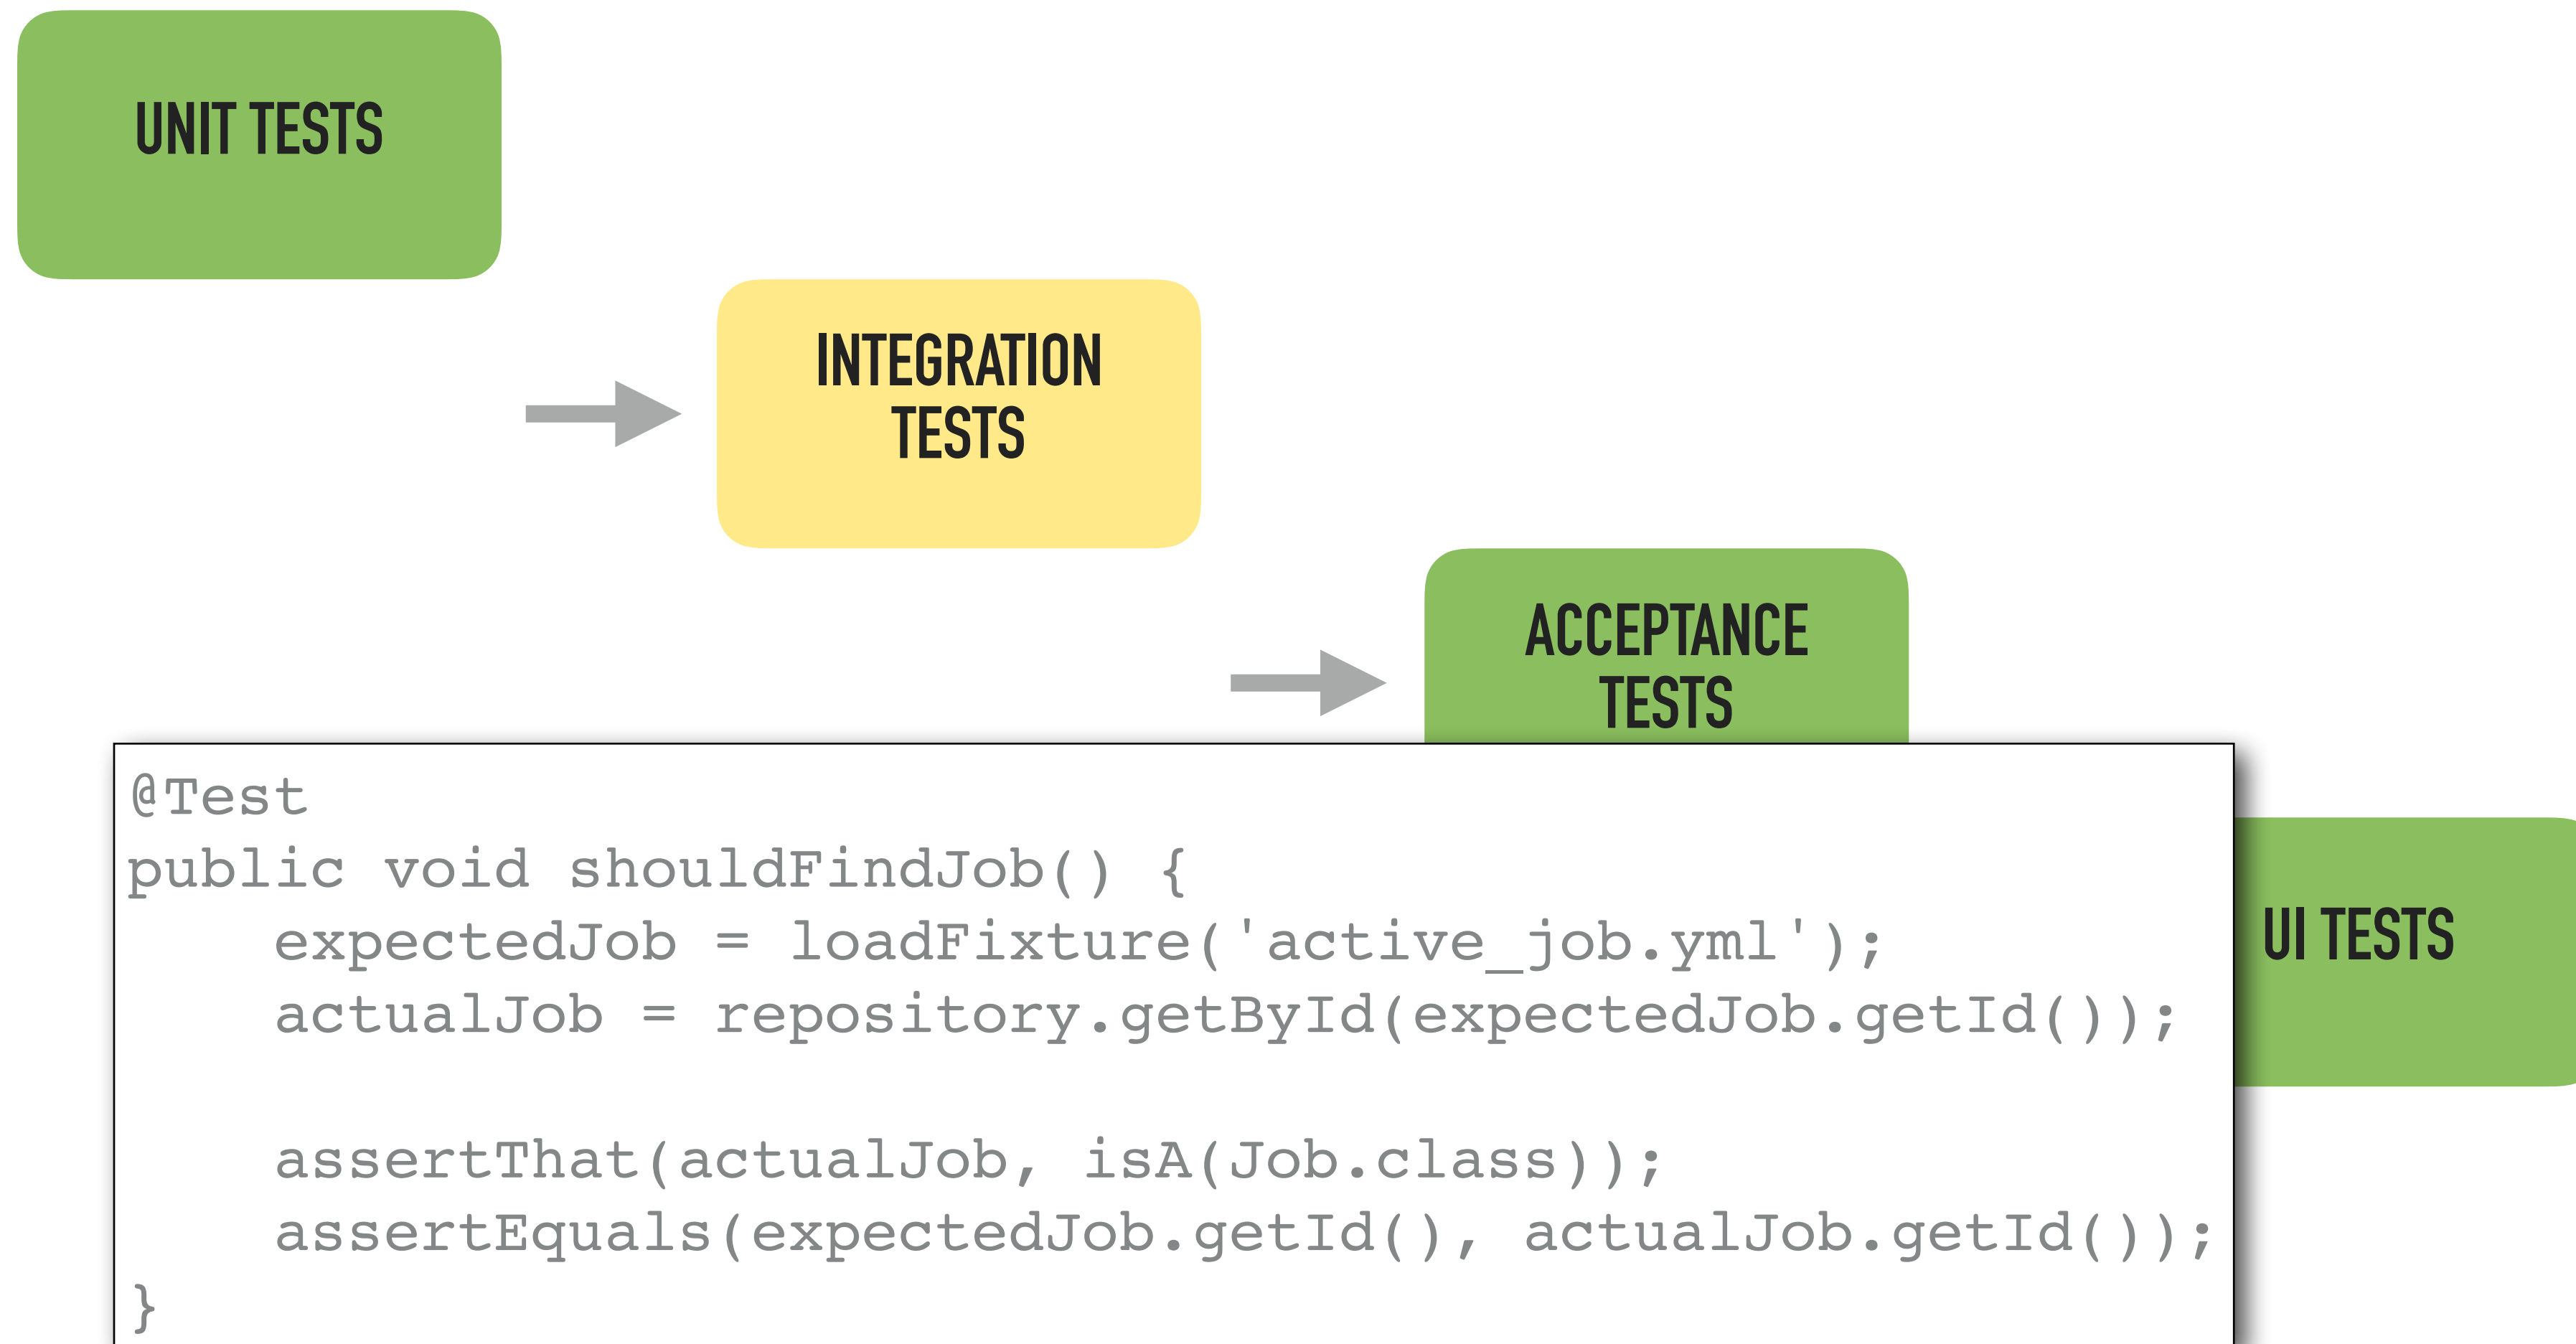 UNIT TESTS
INTEGRATION
TESTS
ACCEPTANCE
TESTS
UI TESTS
@Test
public void shouldFindJob() {
    expectedJob = loadFixture('active_job.yml');
    actualJob = repository.getById(expectedJob.getId());
    assertThat(actualJob, isA(Job.class));
    assertEquals(expectedJob.getId(), actualJob.getId());
}